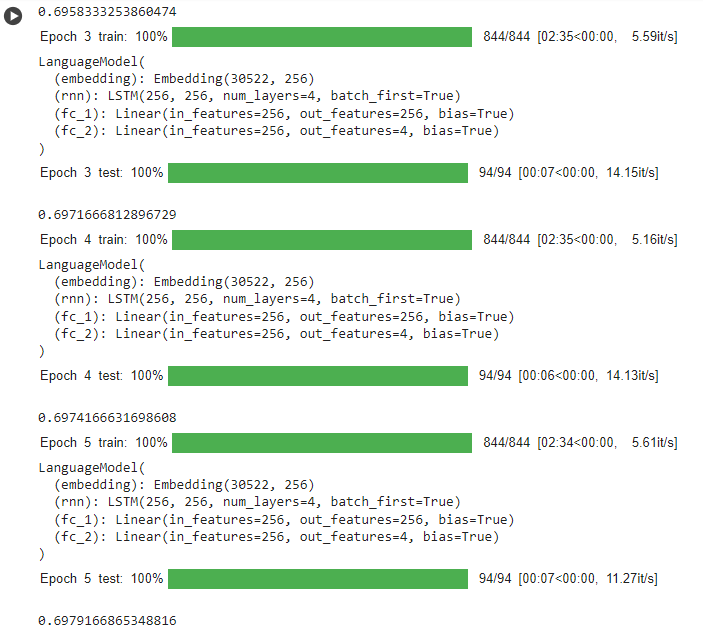 0.6958333253860474
Epoch 3 train: 100% 844/844 [02:35<00:00, 5.59it/s]
LanguageModel(
  (embedding): Embedding(30522, 256)
  (rnn): LSTM(256, 256, num_layers=4, batch_first=True)
  (fc_1): Linear(in_features=256, out_features=256, bias=True)
  (fc_2): Linear(in_features=256, out_features=4, bias=True)
)
Epoch 3 test: 100% 94/94 [00:07<00:00, 14.15it/s]
0.6971666812896729
Epoch 4 train: 100% 844/844 [02:35<00:00, 5.16it/s]
LanguageModel(
  (embedding): Embedding(30522, 256)
  (rnn): LSTM(256, 256, num_layers=4, batch_first=True)
  (fc_1): Linear(in_features=256, out_features=256, bias=True)
  (fc_2): Linear(in_features=256, out_features=4, bias=True)
)
Epoch 4 test: 100% 94/94 [00:06<00:00, 14.13it/s]
0.6974166631698608
Epoch 5 train: 100% 844/844 [02:34<00:00, 5.61it/s]
LanguageModel(
  (embedding): Embedding(30522, 256)
  (rnn): LSTM(256, 256, num_layers=4, batch_first=True)
  (fc_1): Linear(in_features=256, out_features=256, bias=True)
  (fc_2): Linear(in_features=256, out_features=4, bias=True)
)
Epoch 5 test: 100% 94/94 [00:07<00:00, 11.27it/s]
0.6979166865348816